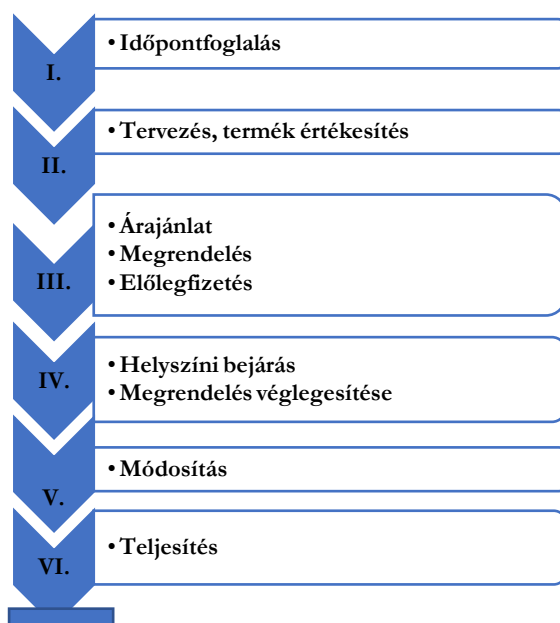 I.
• Időpontfoglalás
II.
• Tervezés, termék értékesítés
III.
• Árajánlat
• Megrendelés
• Előlegfizetés
IV.
• Helyszíni bejárás
• Megrendelés véglegesítése
V.
• Módosítás
VI.
• Teljesítés